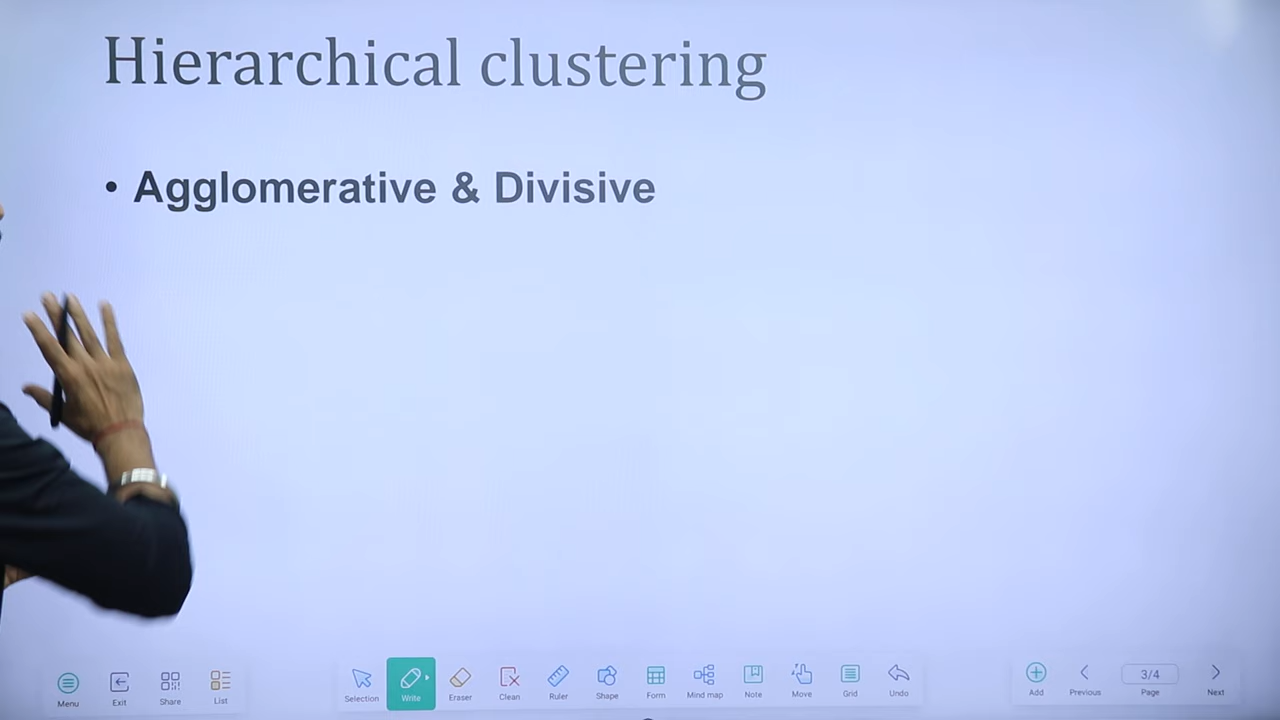 Hierarchical clustering
• Agglomerative & Divisive
Menu Exit Share List Selection Write Eraser Clean Ruler Shape Form Mind map Note Move Grid Undo Add Previous 3/4 Page Next